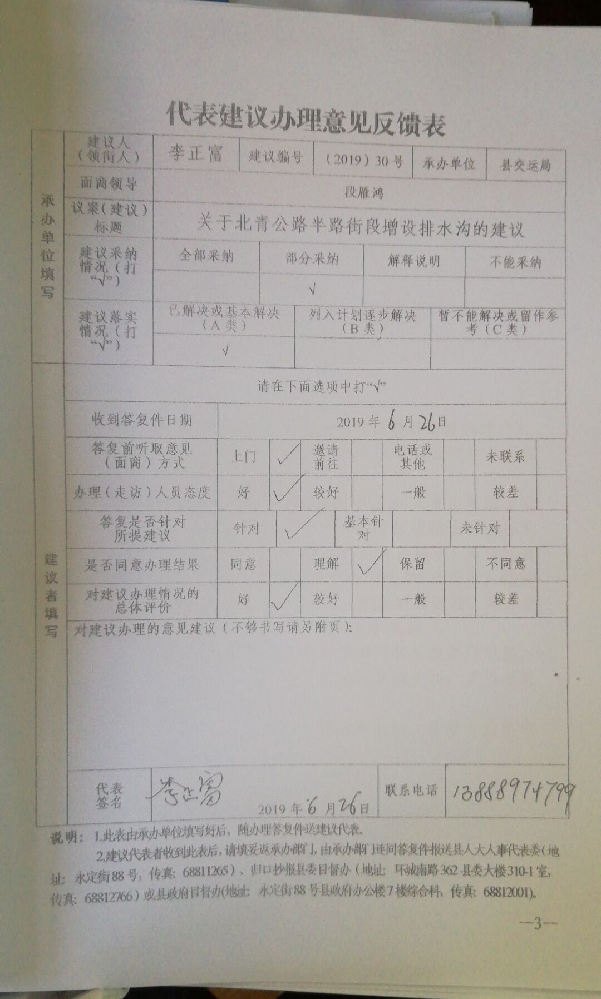 代表建议办理意见反馈表
承办单位填写
建议人
（领衔人）
李正富
建议编号
（2019）30号
承办单位
县交运局
面商领导
段雁鸿
议案（建议）
标题
关于北青公路半路街段增设排水沟的建议
建议采纳
情况（打
“√”）
全部采纳
部分采纳
解释说明
不能采纳
√
建议落实
情况（打
“√”）
已解决或基本解决
（A类）
列入计划逐步解决
（B类）
暂不能解决或留作参
考（C类）
√
建议者填写
请在下面选项中打“√”
收到答复件日期
2019年6月26日
答复前听取意见
（面商）方式
上门
✓
邀请
前往
电话或
其他
未联系
办理（走访）人员态度
好
✓
较好
一般
较差
答复是否针对
所提建议
针对
✓
基本针
对
未针对
是否同意办理结果
同意
理解
✓
保留
不同意
对建议办理情况的
总体评价
好
✓
较好
一般
较差
对建议办理的意见建议（不够书写请另附页）：
代表
签名
李正富
2019年6月26日
联系电话
13888974799
说明：1.此表由承办单位填写好后，随办理答复件送建议代表。
2.建议代表者收到此表后，请填妥返承办部门，由承办部门连同答复件报送县人大人事代表委（地
址：永定街88号，传真：68811265）、归口抄报县委目督办（地址：环城南路362县委大楼310-1室，
传真：68812766）或县政府目督办(地址：永定街88号县政府办公楼7楼综合科，传真：68812001)。
—3—